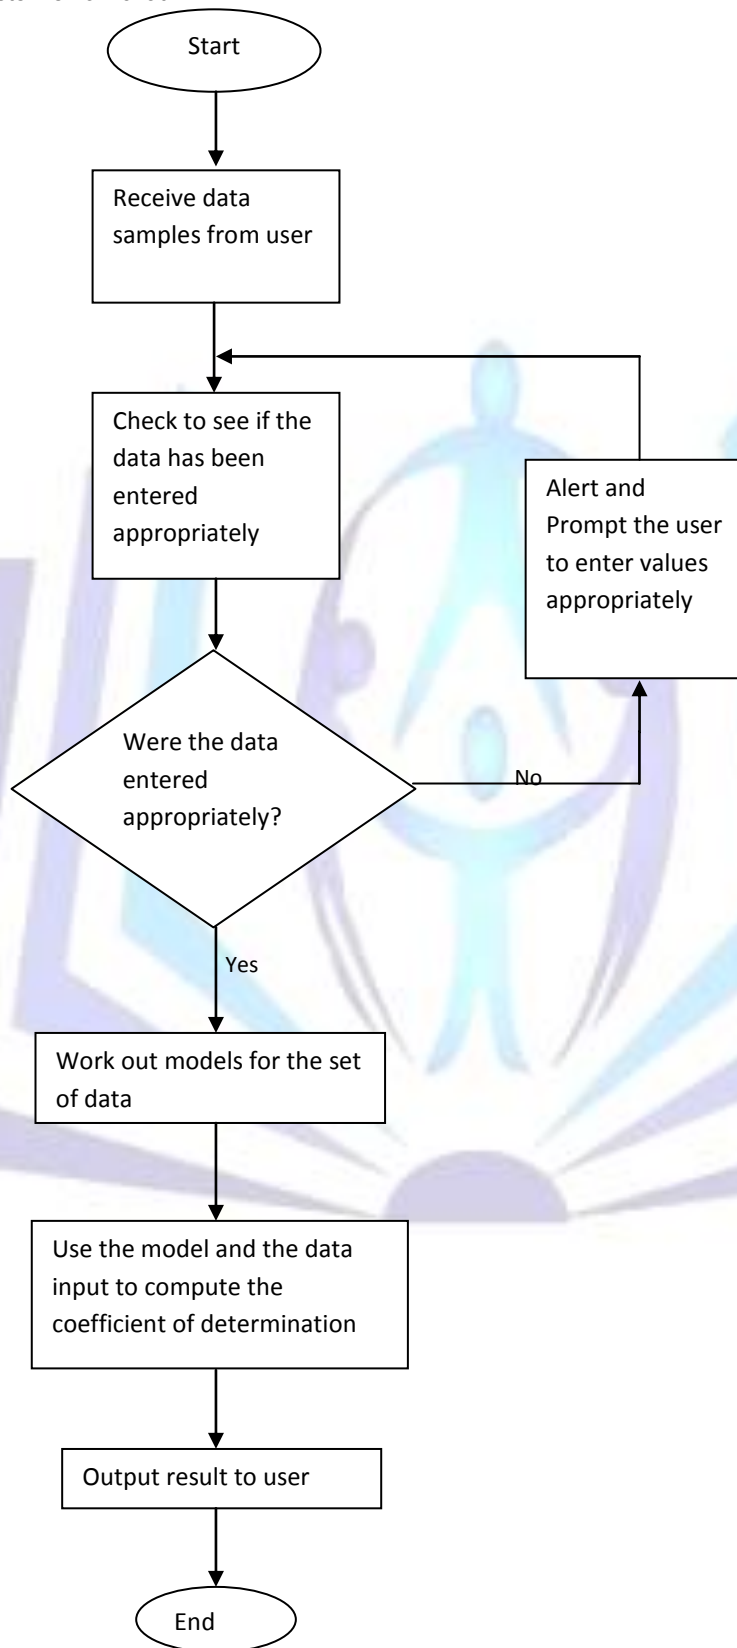 Start
Receive data
samples from user
Check to see if the
data has been
entered
appropriately
Alert and
Prompt the user
to enter values
appropriately
Were the data
entered
appropriately?
No
Yes
Work out models for the set
of data
Use the model and the data
input to compute the
coefficient of determination
Output result to user
End